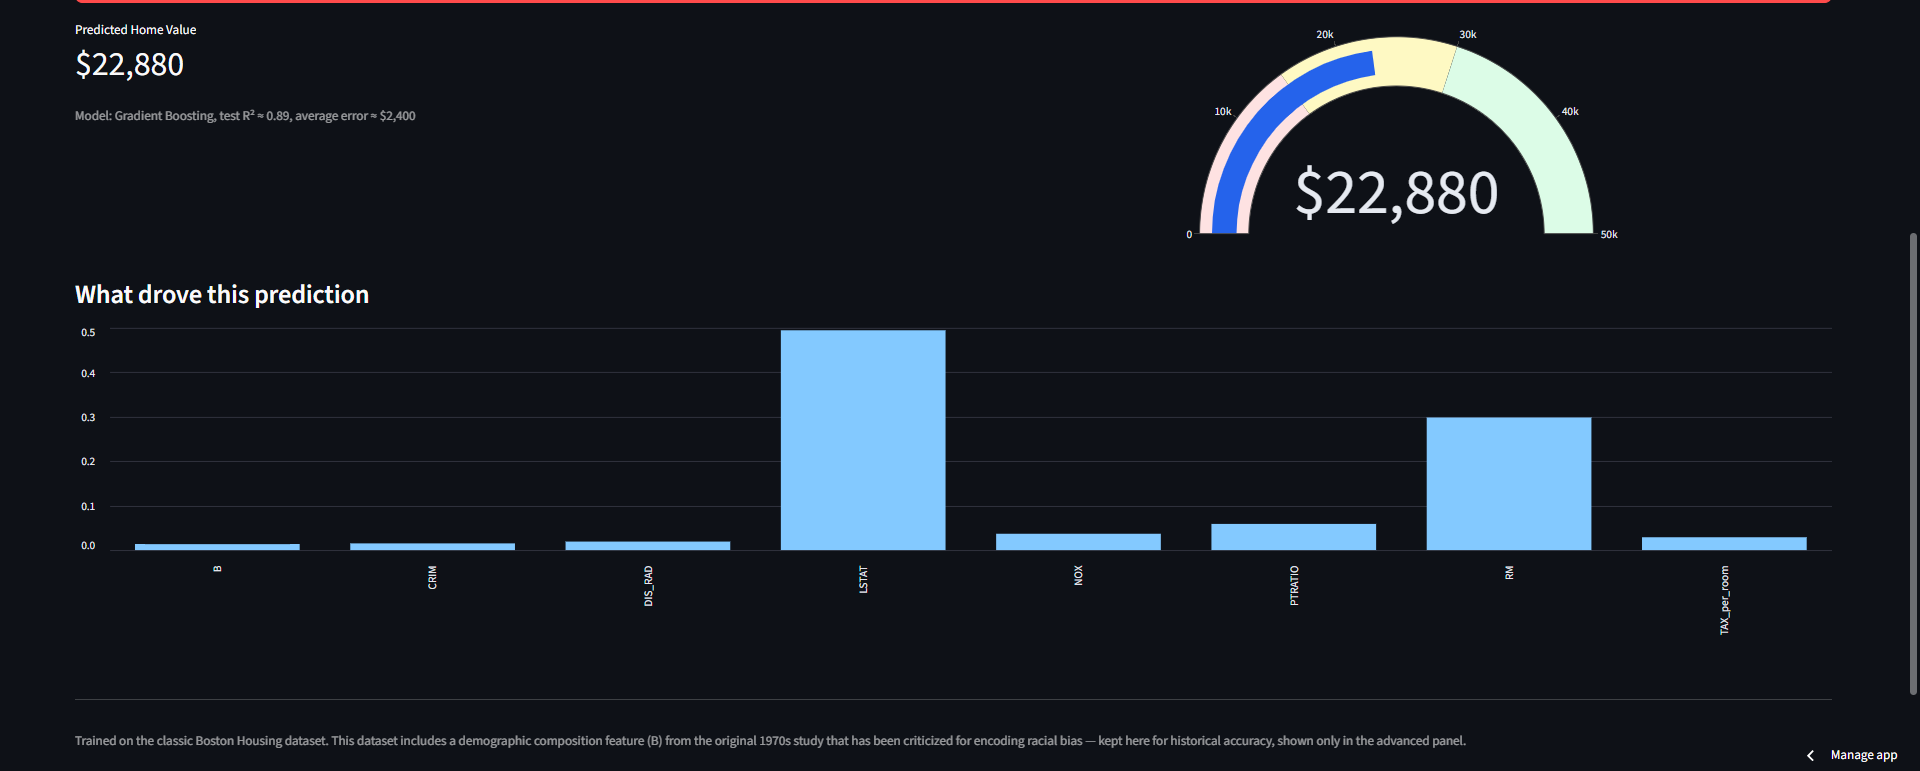 Predicted Home Value
$22,880
Model: Gradient Boosting, test R² ≈ 0.89, average error ≈ $2,400
0
10k
20k
30k
40k
50k
$22,880
What drove this prediction
0.5
0.4
0.3
0.2
0.1
0.0
B
CRIM
DIS_RAD
LSTAT
NOX
PTRATIO
RM
TAX_per_room
Trained on the classic Boston Housing dataset. This dataset includes a demographic composition feature (B) from the original 1970s study that has been criticized for encoding racial bias — kept here for historical accuracy, shown only in the advanced panel.
Manage app